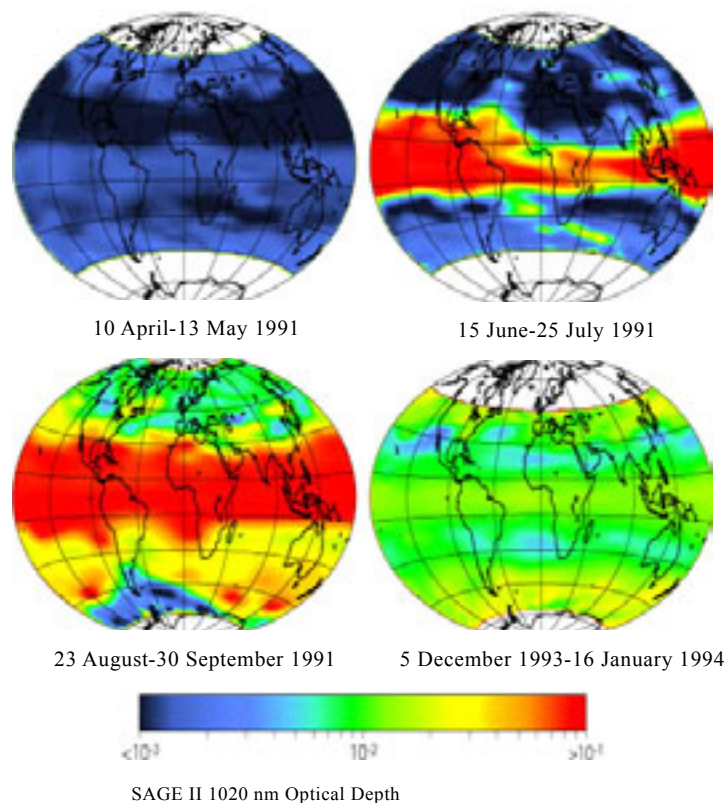 10 April-13 May 1991
15 June-25 July 1991
23 August-30 September 1991
5 December 1993-16 January 1994
<10⁻³ 10⁻² >10⁻¹
SAGE II 1020 nm Optical Depth